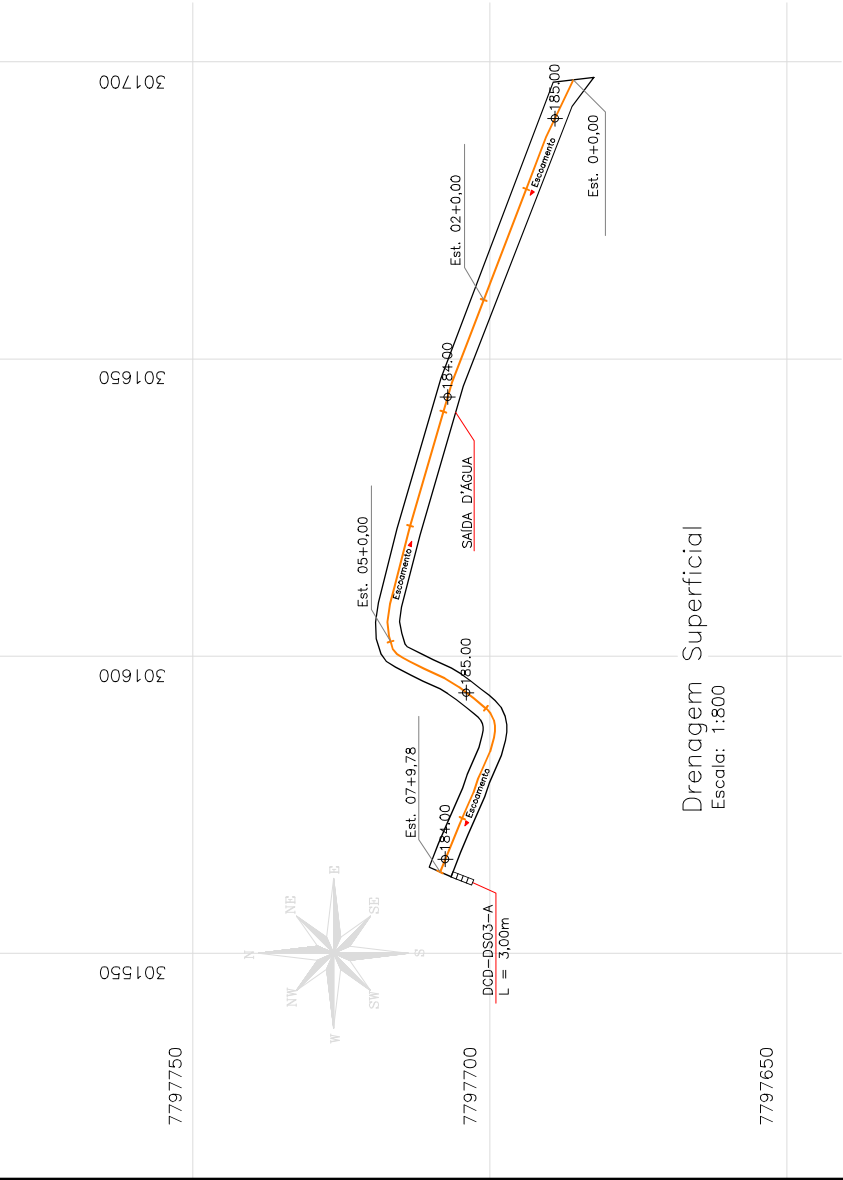 301700
185.00
Est. 0+0,00
Escoamento
Est. 02+0,00
301650
184.00
SAÍDA D'ÁGUA
Est. 05+0,00
Escoamento
301600
185.00
Est. 07+9,78
Escoamento
184.00
Drenagem Superficial
Escala: 1:800
DCD-DS03-A
L = 3,00m
N
NE
E
SE
S
SW
W
NW
301550
7797750
7797700
7797650